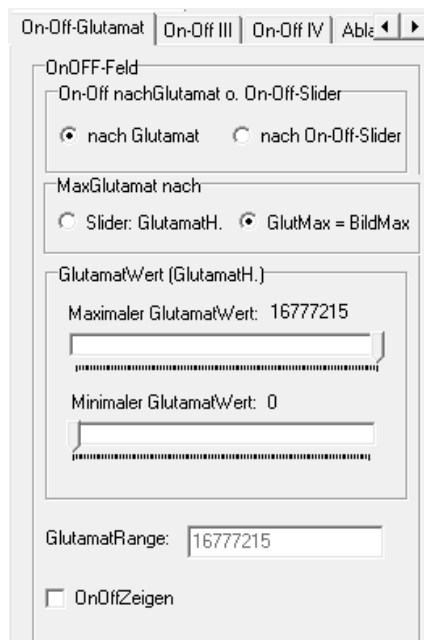 On-Off-Glutamat On-Off III On-Off IV Abla
OnOFF-Feld
On-Off nachGlutamat o. On-Off-Slider
nach Glutamat nach On-Off-Slider
MaxGlutamat nach
Slider: GlutamatH. GlutMax = BildMax
GlutamatWert (GlutamatH.)
Maximaler GlutamatWert: 16777215
Minimaler GlutamatWert: 0
GlutamatRange: 16777215
OnOffZeigen